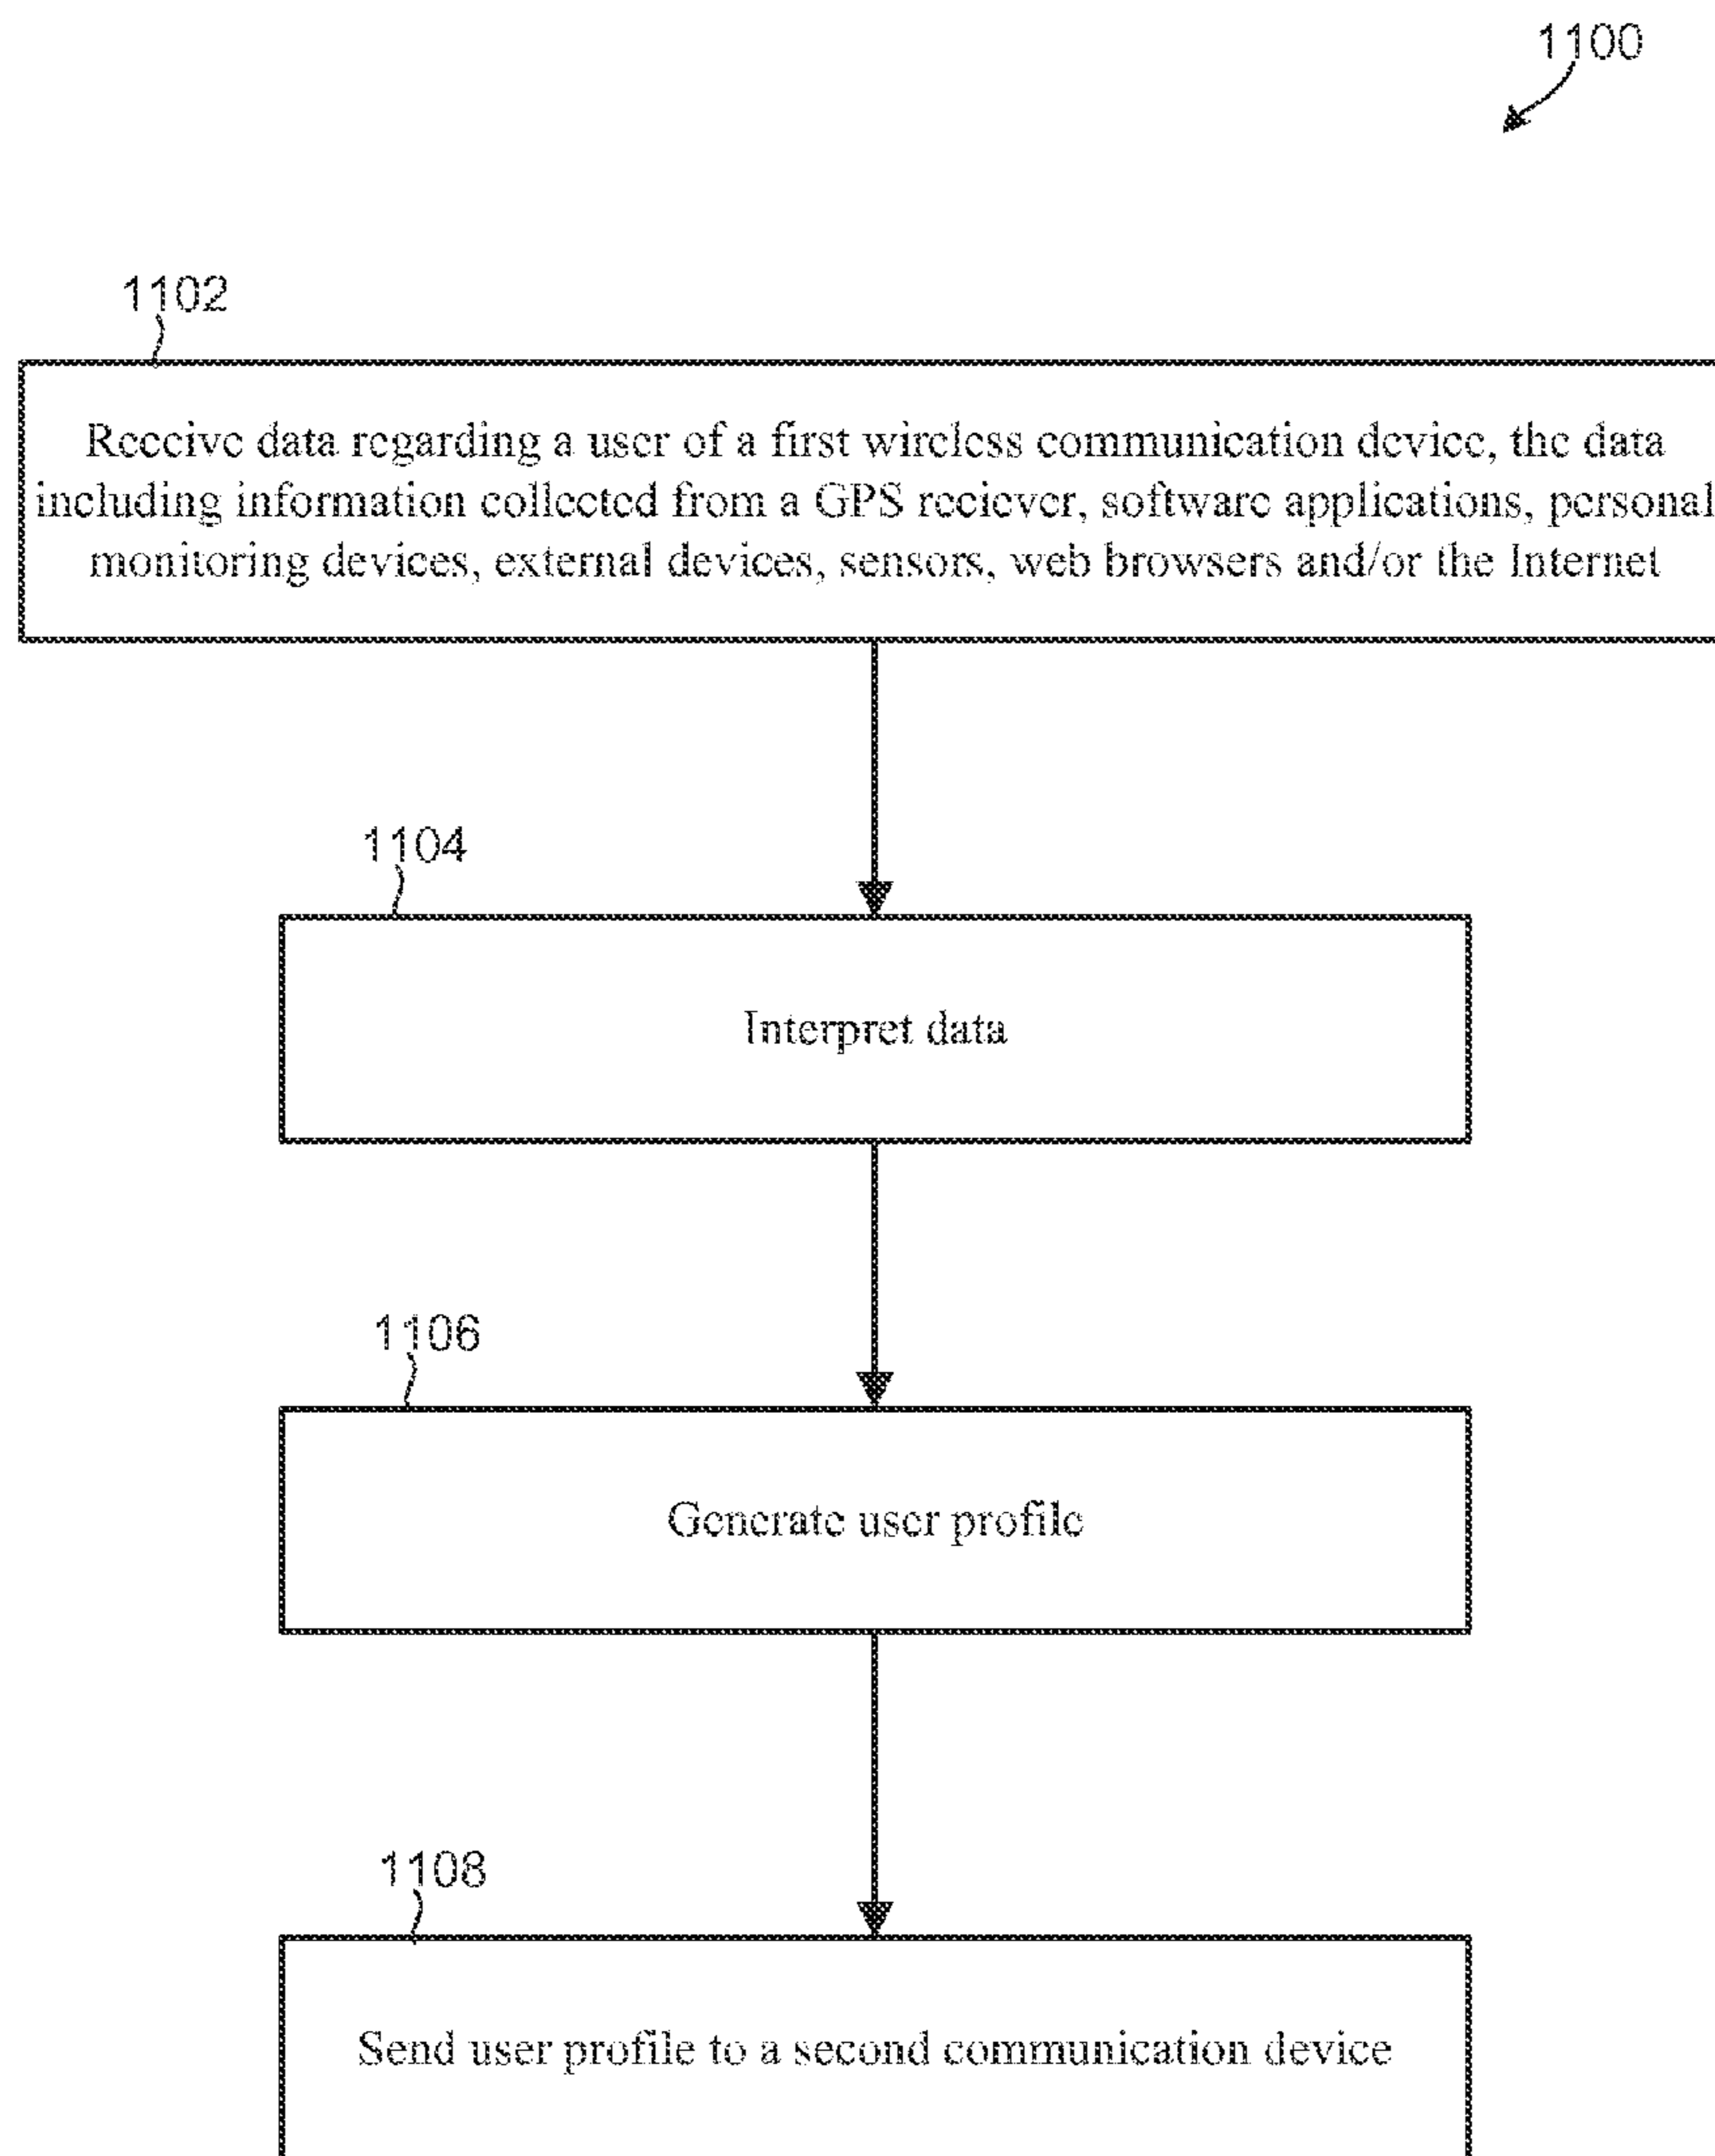 1100
1102
Receive data regarding a user of a first wireless communication device, the data
including information collected from a GPS reciever, software applications, personal
monitoring devices, external devices, sensors, web browsers and/or the Internet
1104
Interpret data
1106
Generate user profile
1108
Send user profile to a second communication device